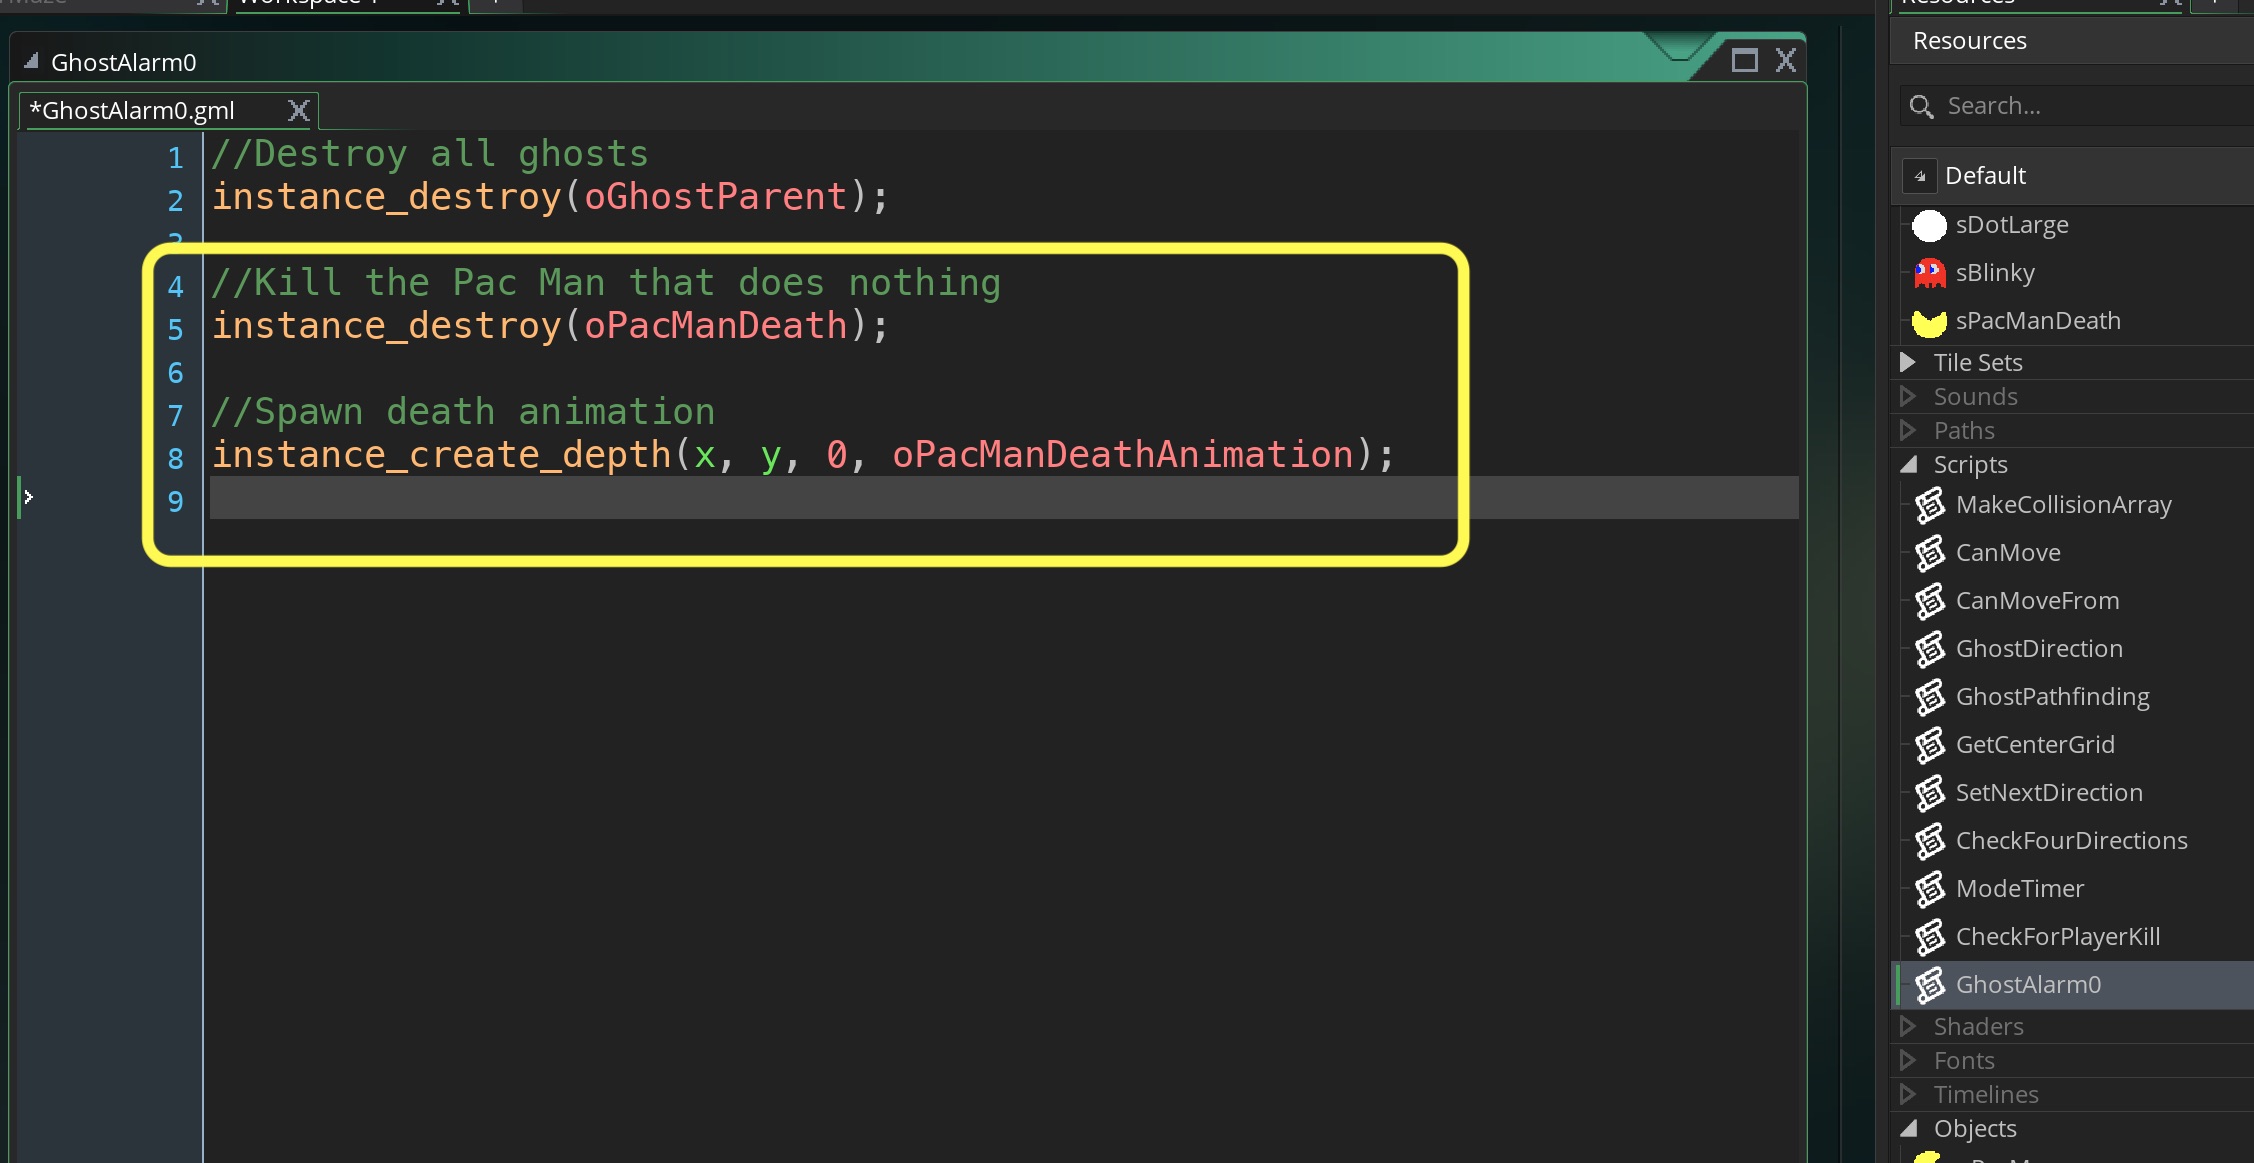 Resources
GhostAlarm0
*GhostAlarm0.gml
1 //Destroy all ghosts
2 instance_destroy(oGhostParent);
4 //Kill the Pac Man that does nothing
5 instance_destroy(oPacManDeath);
6
7 //Spawn death animation
8 instance_create_depth(x, y, 0, oPacManDeathAnimation);
9
Search...
Default
sDotLarge
sBlinky
sPacManDeath
Tile Sets
Sounds
Paths
Scripts
MakeCollisionArray
CanMove
CanMoveFrom
GhostDirection
GhostPathfinding
GetCenterGrid
SetNextDirection
CheckFourDirections
ModeTimer
CheckForPlayerKill
GhostAlarm0
Shaders
Fonts
Timelines
Objects